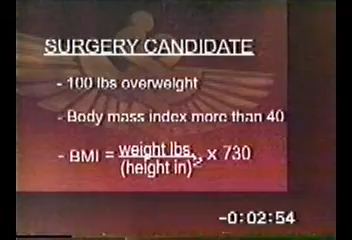 SURGERY CANDIDATE
- 100 lbs overweight
- Body mass index more than 40
- BMI = weight lbs. x 730
(height in)²
-0:02:54